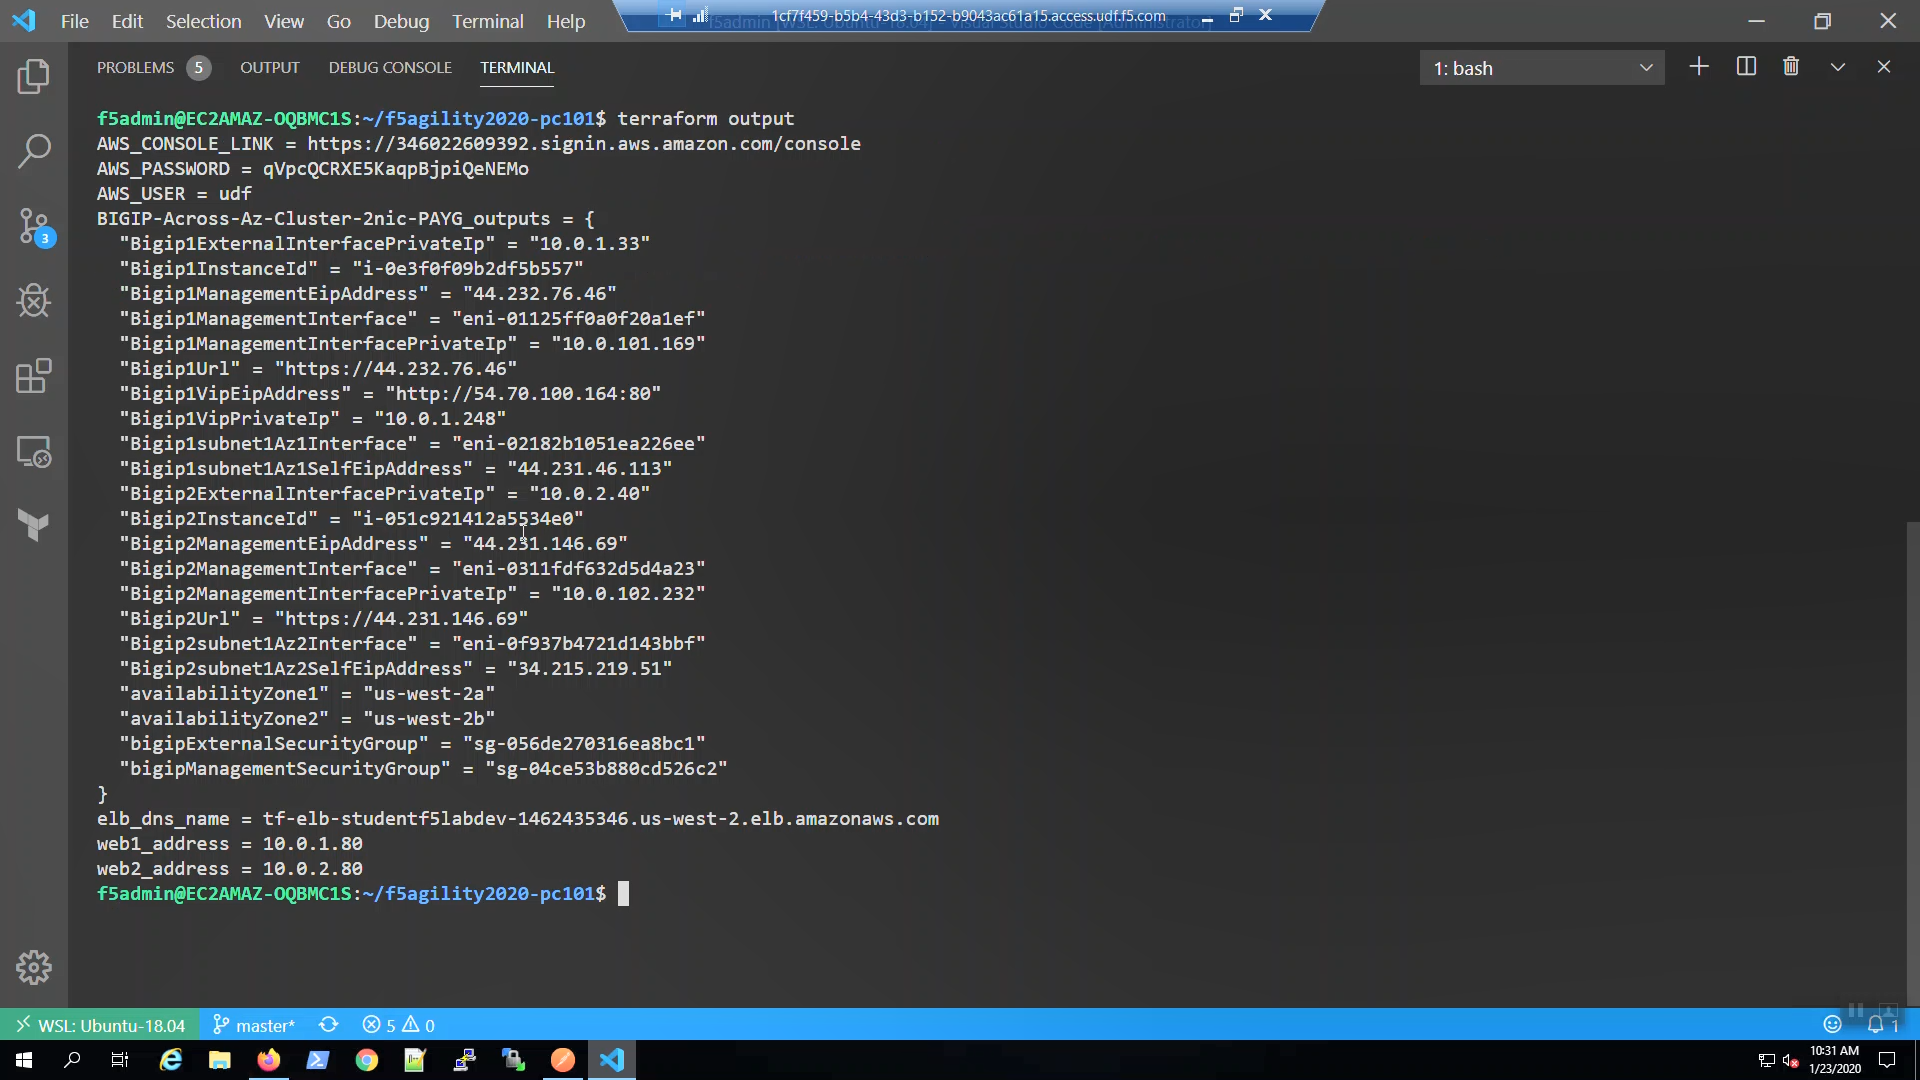 File Edit Selection View Go Debug Terminal Help
1cf7f459-b5b4-43d3-b152-b9043ac61a15.access.udf.f5.com
PROBLEMS 5 OUTPUT DEBUG CONSOLE TERMINAL
1: bash
f5admin@EC2AMAZ-OQBMC1S:~/f5agility2020-pc101$ terraform output
AWS_CONSOLE_LINK = https://346022609392.signin.aws.amazon.com/console
AWS_PASSWORD = qVpcQCRXE5KaqpBjpiQeNEMo
AWS_USER = udf
BIGIP-Across-Az-Cluster-2nic-PAYG_outputs = {
"Bigip1ExternalInterfacePrivateIp" = "10.0.1.33"
"Bigip1InstanceId" = "i-0e3f0f09b2df5b557"
"Bigip1ManagementEipAddress" = "44.232.76.46"
"Bigip1ManagementInterface" = "eni-01125ff0a0f20a1ef"
"Bigip1ManagementInterfacePrivateIp" = "10.0.101.169"
"Bigip1Url" = "https://44.232.76.46"
"Bigip1VipEipAddress" = "http://54.70.100.164:80"
"Bigip1VipPrivateIp" = "10.0.1.248"
"Bigip1subnet1Az1Interface" = "eni-02182b1051ea226ee"
"Bigip1subnet1Az1SelfEipAddress" = "44.231.46.113"
"Bigip2ExternalInterfacePrivateIp" = "10.0.2.40"
"Bigip2InstanceId" = "i-051c921412a5534e0"
"Bigip2ManagementEipAddress" = "44.231.146.69"
"Bigip2ManagementInterface" = "eni-0311fdf632d5d4a23"
"Bigip2ManagementInterfacePrivateIp" = "10.0.102.232"
"Bigip2Url" = "https://44.231.146.69"
"Bigip2subnet1Az2Interface" = "eni-0f937b4721d143bbf"
"Bigip2subnet1Az2SelfEipAddress" = "34.215.219.51"
"availabilityZone1" = "us-west-2a"
"availabilityZone2" = "us-west-2b"
"bigipExternalSecurityGroup" = "sg-056de270316ea8bc1"
"bigipManagementSecurityGroup" = "sg-04ce53b880cd526c2"
}
elb_dns_name = tf-elb-studentf5labdev-1462435346.us-west-2.elb.amazonaws.com
web1_address = 10.0.1.80
web2_address = 10.0.2.80
f5admin@EC2AMAZ-OQBMC1S:~/f5agility2020-pc101$
3
WSL: Ubuntu-18.04 master* 5 0 1
10:31 AM
1/23/2020